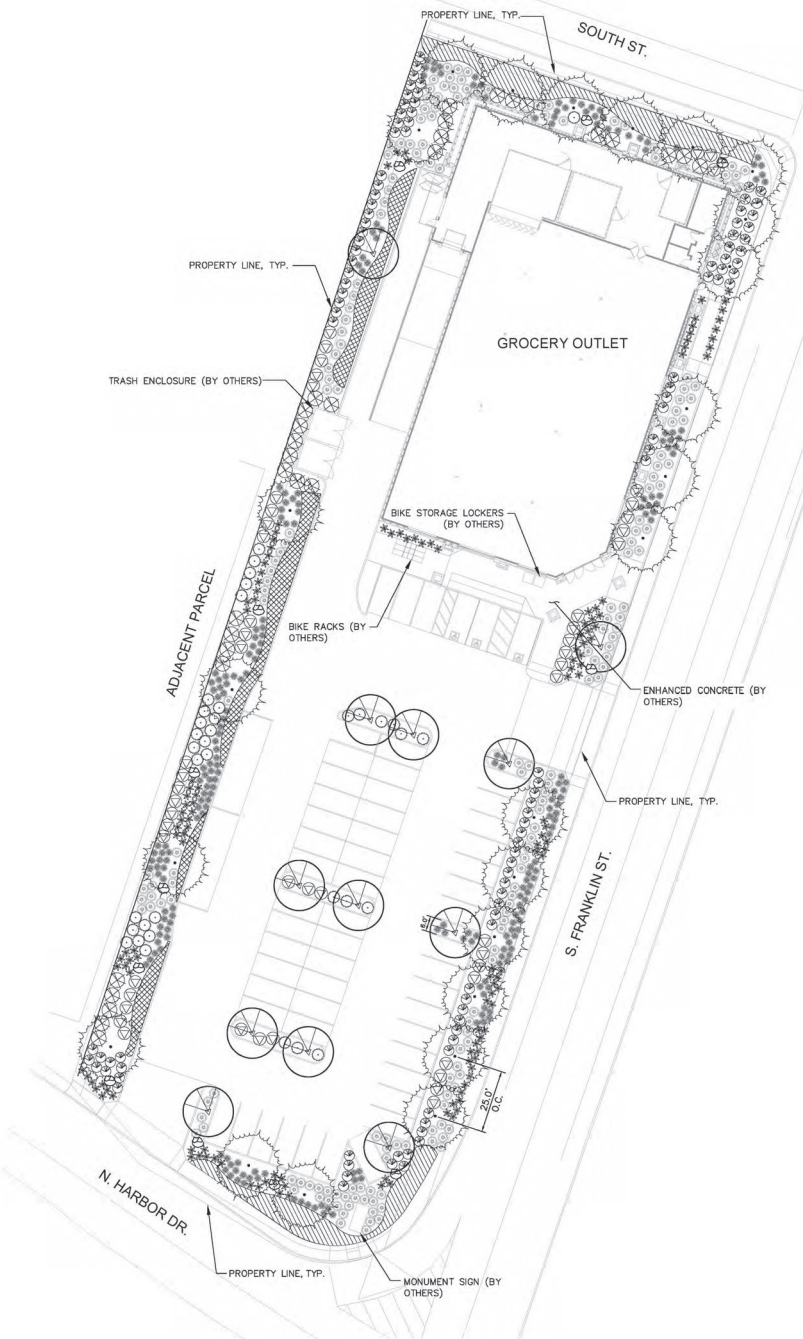 PROPERTY LINE, TYP.
SOUTH ST.
PROPERTY LINE, TYP.
GROCERY OUTLET
TRASH ENCLOSURE (BY OTHERS)
BIKE STORAGE LOCKERS
(BY OTHERS)
ADJACENT PARCEL
BIKE RACKS (BY
OTHERS)
ENHANCED CONCRETE (BY
OTHERS)
PROPERTY LINE, TYP.
S. FRANKLIN ST.
25.0'
O.C.
N. HARBOR DR.
PROPERTY LINE, TYP.
MONUMENT SIGN (BY
OTHERS)